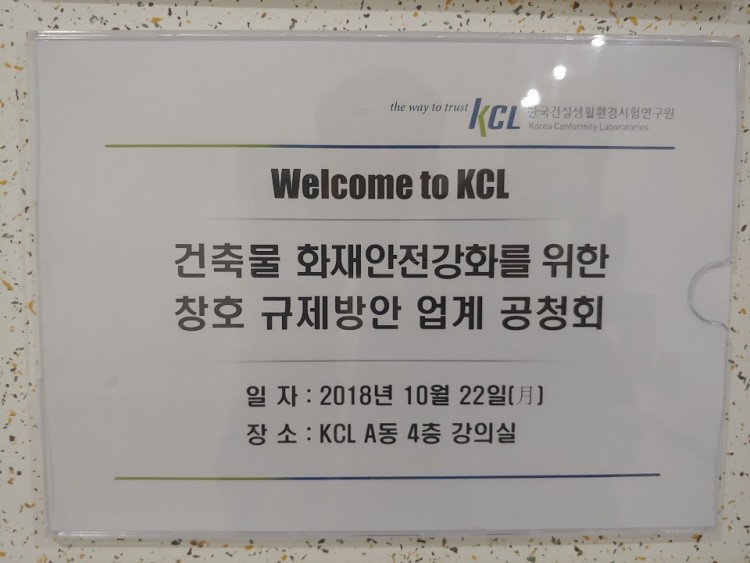 the way to trust KCL 한국건설생활환경시험연구원
Korea Conformity Laboratories
Welcome to KCL
건축물 화재안전강화를 위한
창호 규제방안 업계 공청회
일 자 : 2018년 10월 22일(月)
장 소 : KCL A동 4층 강의실